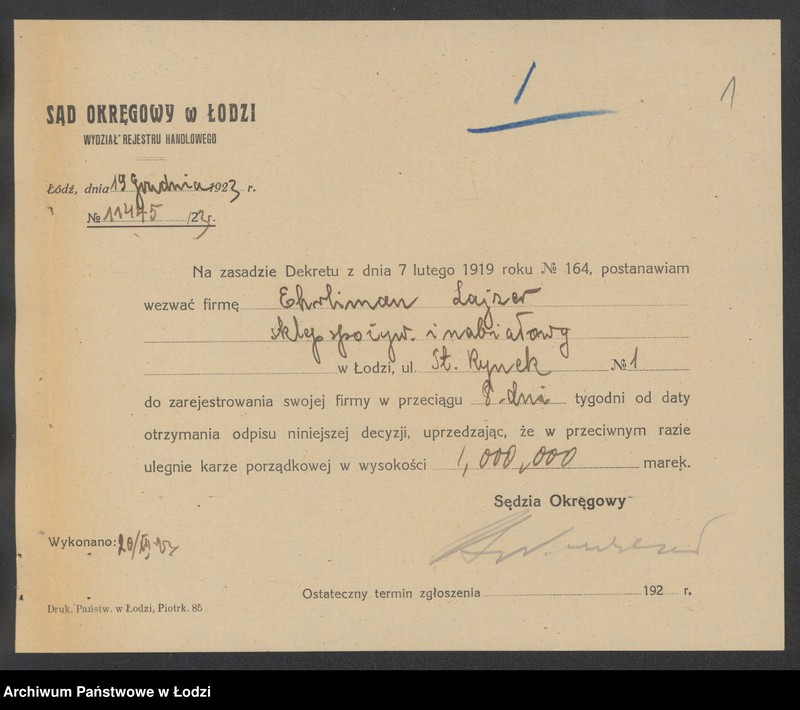 1
1
SĄD OKRĘGOWY w ŁODZI
WYDZIAŁ REJESTRU HANDLOWEGO
Łódź, dnia 19 grudnia 1923 r.
№ 11445 /23r.
Na zasadzie Dekretu z dnia 7 lutego 1919 roku № 164, postanawiam
wezwać firmę Ehrliman Lajzer
sklep spożyw. i nabiałowy
w Łodzi, ul. St. Rynek № 1
do zarejestrowania swojej firmy w przeciągu 8 dni tygodni od daty
otrzymania odpisu niniejszej decyzji, uprzedzając, że w przeciwnym razie
ulegnie karze porządkowej w wysokości 1,000,000 marek.
Sędzia Okręgowy
Wykonano: 20/XII 23
Ostateczny termin zgłoszenia 192 r.
Druk. Państw. w Łodzi, Piotrk. 85
Archiwum Państwowe w Łodzi